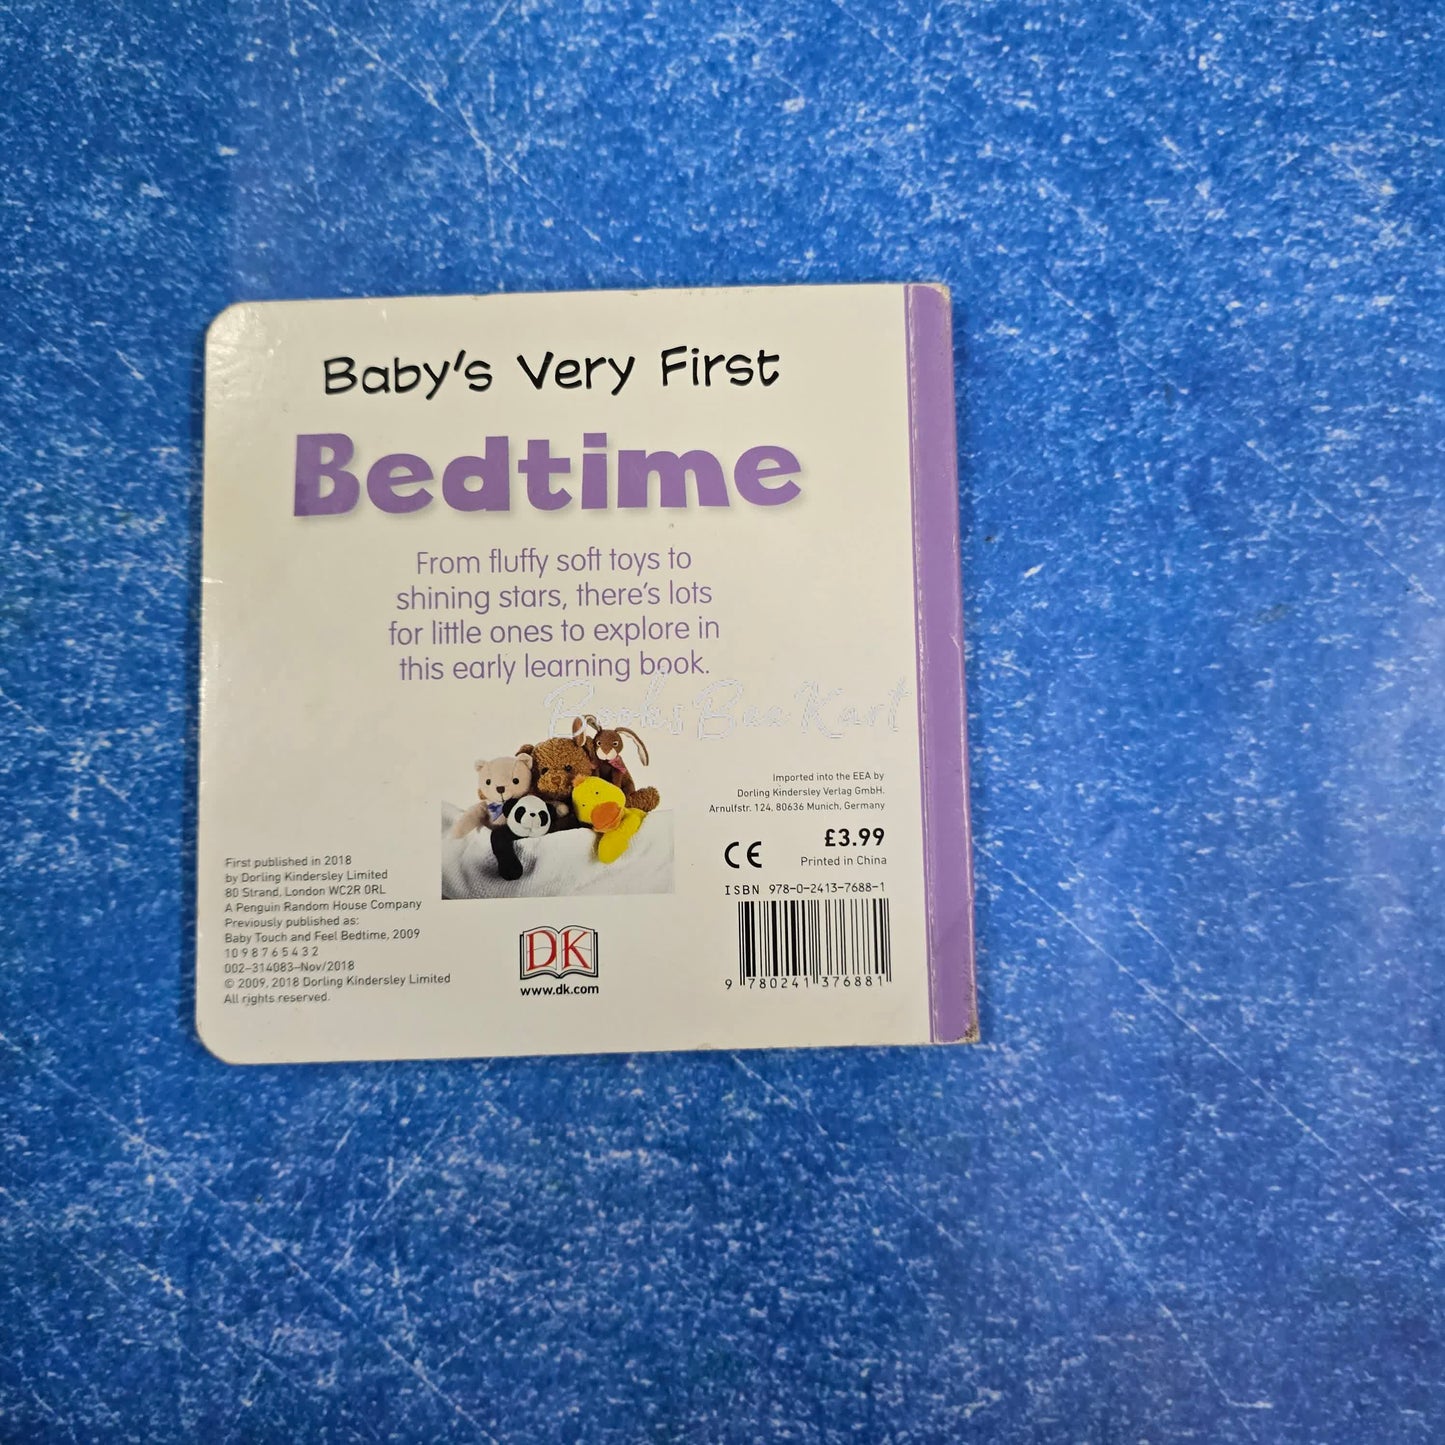 Baby's Very First
Bedtime
From fluffy soft toys to
shining stars, there's lots
for little ones to explore in
this early learning book.
Books Bee Kart
Imported into the EEA by
Dorling Kindersley Verlag GmbH.
Arnulfstr. 124, 80636 Munich, Germany
CE
£3.99
Printed in China
ISBN 978-0-2413-7688-1
9 780241 376881
First published in 2018
by Dorling Kindersley Limited
80 Strand, London WC2R 0RL
A Penguin Random House Company
Previously published as:
Baby Touch and Feel Bedtime, 2009
10 9 8 7 6 5 4 3 2
002–314083–Nov/2018
© 2009, 2018 Dorling Kindersley Limited
All rights reserved.
DK
www.dk.com